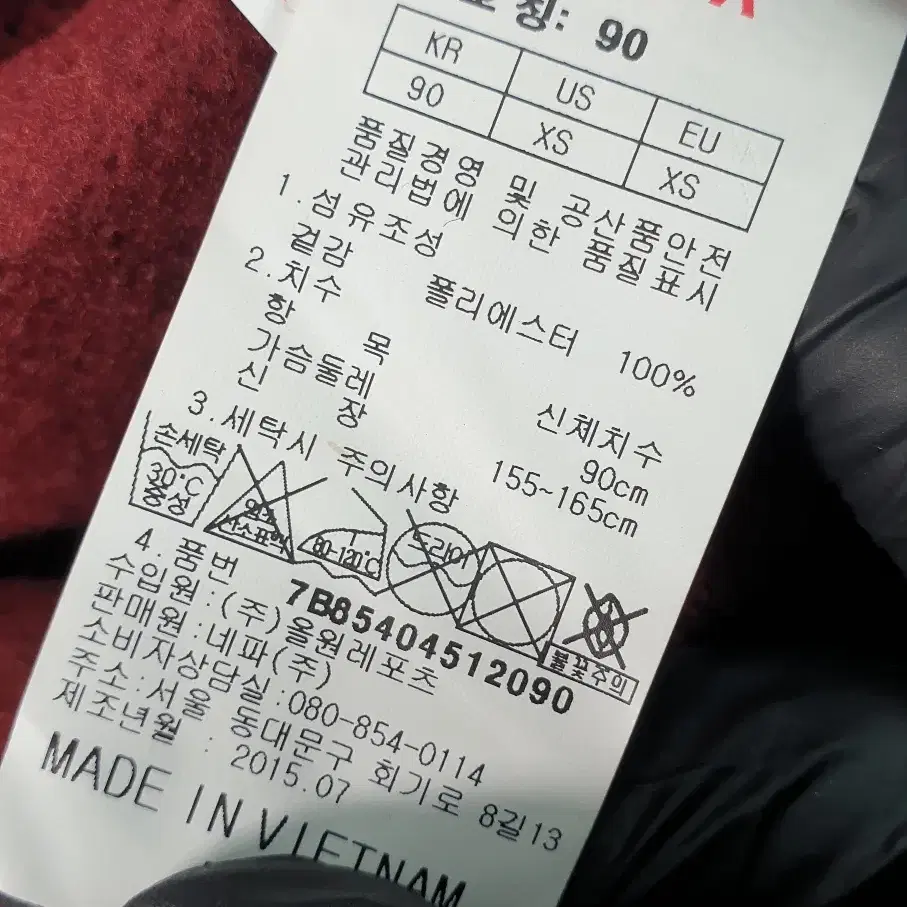 호칭: 90
KR US EU
90 XS XS
품질경영 및 공산품안전
관리법에 의한 품질표시
1.섬유조성
겉감 폴리에스터 100%
2.치수
항 목 신체치수
가슴둘레 90cm
신 장 155~165cm
3.세탁시 주의사항
손세탁
30°C
중성
산소표백
80-120°C
드라이
불꽃주의
4.품번 7B85404512090
수입원:(주)올원레포츠
판매원:네파(주)
소비자상담실:080-854-0114
주소:서울 동대문구 회기로 8길13
제조년월 : 2015.07
MADE IN VIETNAM